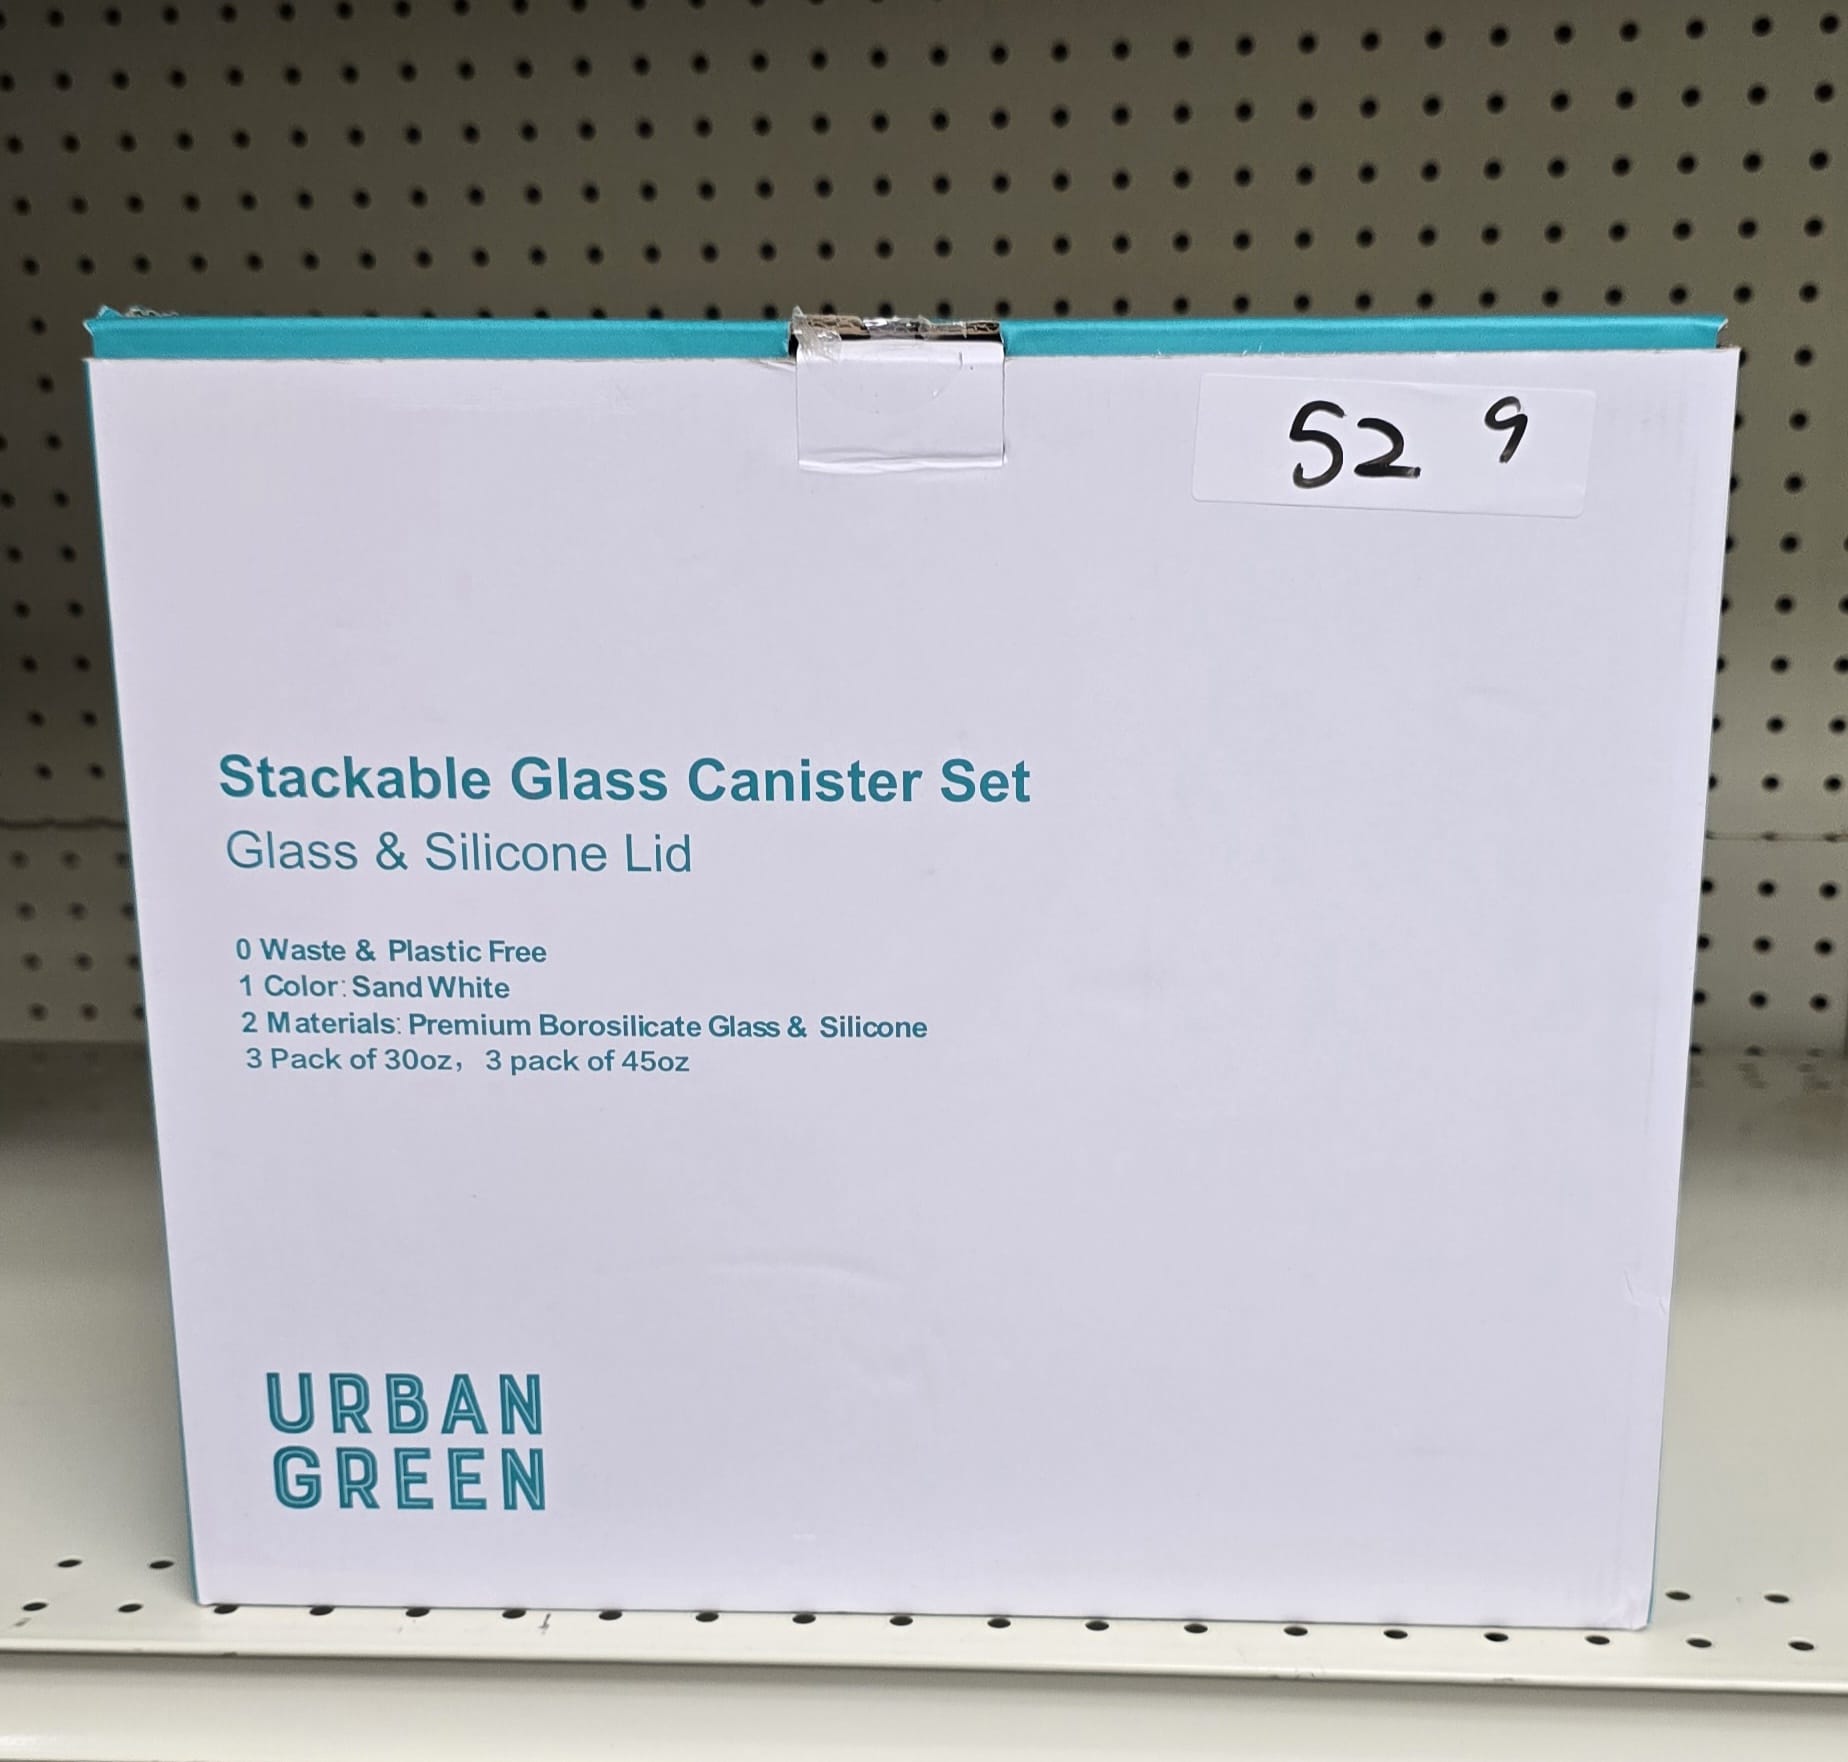 52 9
Stackable Glass Canister Set
Glass & Silicone Lid
0 Waste & Plastic Free
1 Color: Sand White
2 Materials: Premium Borosilicate Glass & Silicone
3 Pack of 30oz, 3 pack of 45oz
URBAN
GREEN